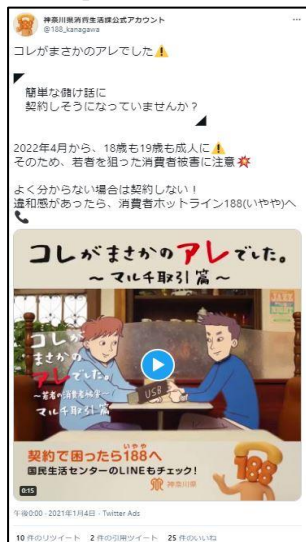 神奈川県消費生活課公式アカウント
@188_kanagawa
コレがまさかのアレでした⚠️
簡単な儲け話に
契約しそうになっていませんか？
2022年4月から、18歳も19歳も成人に⚠️
そのため、若者を狙った消費者被害に注意💥
よく分からない場合は契約しない！
違和感があったら、消費者ホットライン188(いやや)へ
📞
コレがまさかのアレでした。
～マルチ取引篇～
コレが
まさかの
アレでした。
～若者の消費者被害～
マルチ取引篇
USB
いやや
契約で困ったら188へ
国民生活センターのLINEもチェック！
神奈川県
188
0:15
午後0:00・2021年1月4日・Twitter Ads
10 件のリツイート 2 件の引用ツイート 25 件のいいね